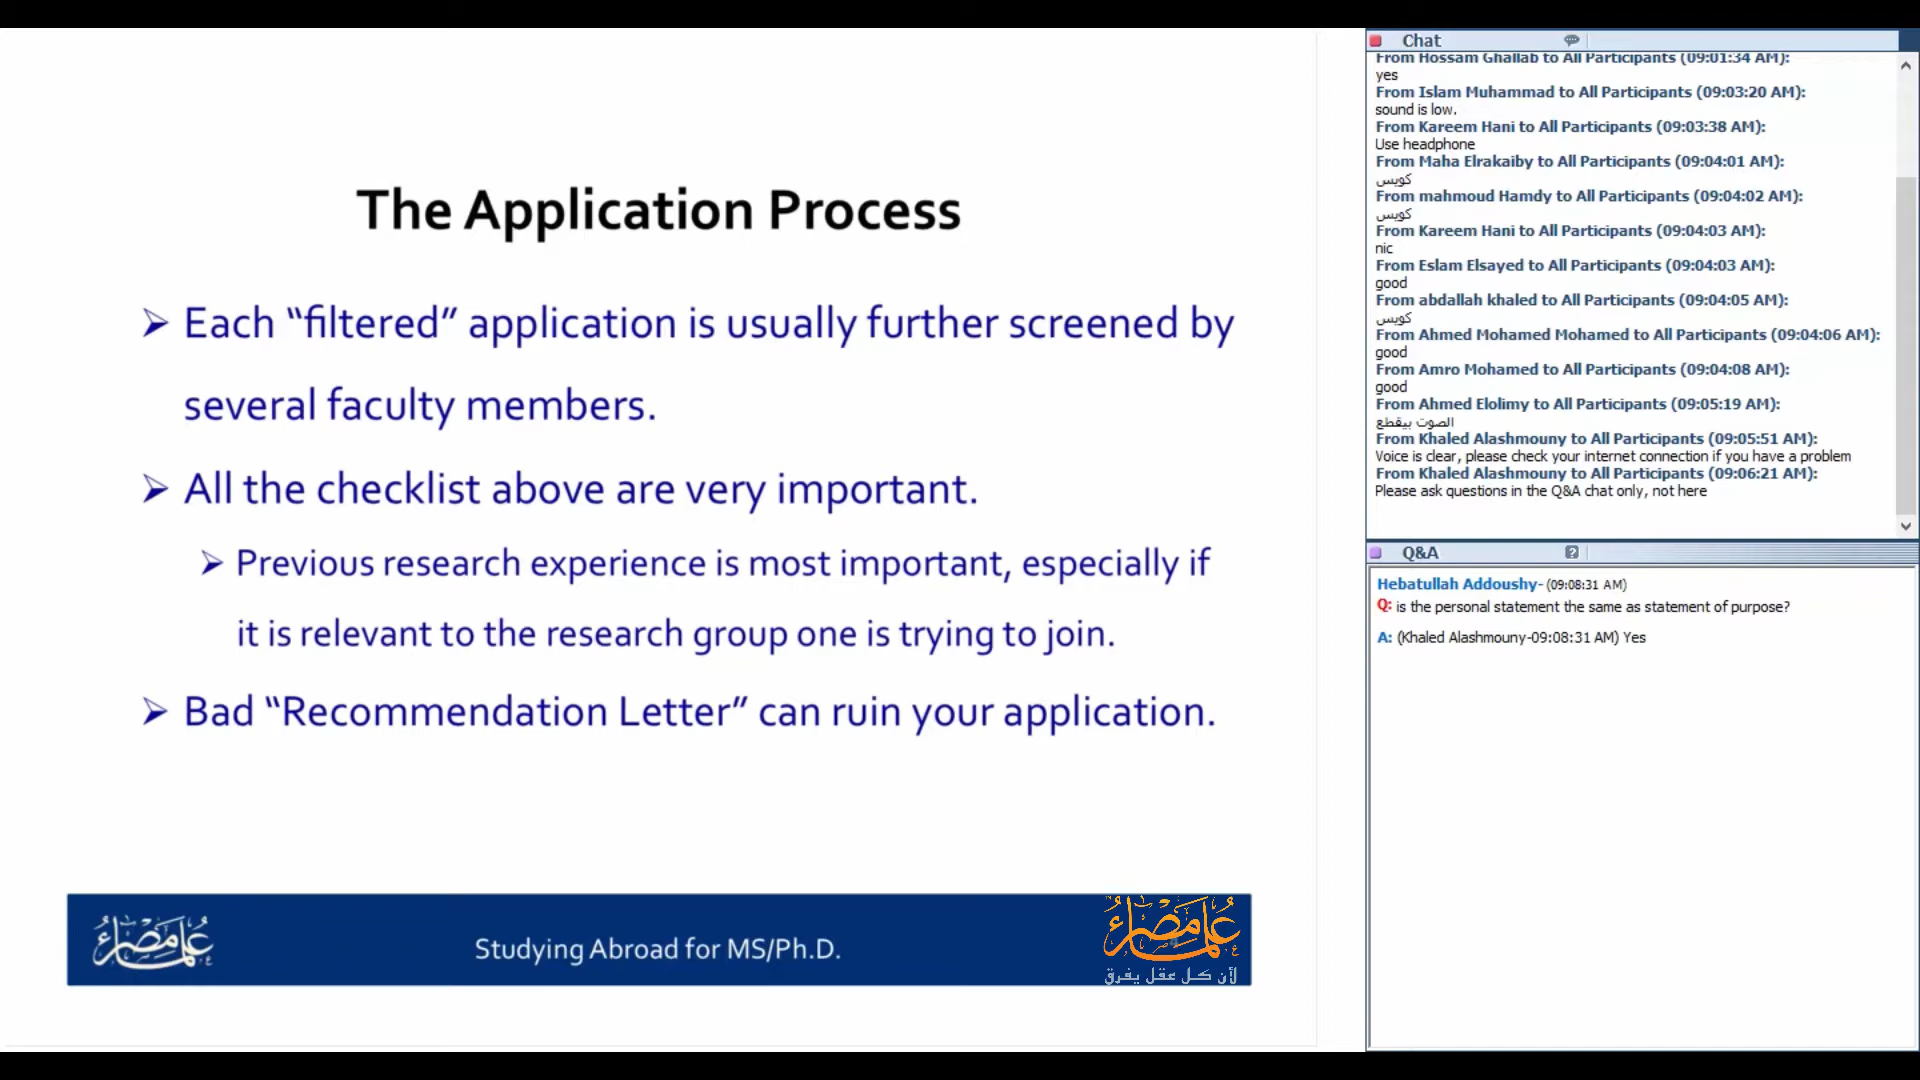 The Application Process
➢ Each “filtered” application is usually further screened by
several faculty members.
➢ All the checklist above are very important.
➢ Previous research experience is most important, especially if
it is relevant to the research group one is trying to join.
➢ Bad “Recommendation Letter” can ruin your application.
علماء مصر
Studying Abroad for MS/Ph.D.
علماء مصر
لأن كل عقل يفرق
Chat
From Hossam Ghallab to All Participants (09:01:34 AM):
yes
From Islam Muhammad to All Participants (09:03:20 AM):
sound is low.
From Kareem Hani to All Participants (09:03:38 AM):
Use headphone
From Maha Elrakaiby to All Participants (09:04:01 AM):
كويس
From mahmoud Hamdy to All Participants (09:04:02 AM):
كويس
From Kareem Hani to All Participants (09:04:03 AM):
nic
From Eslam Elsayed to All Participants (09:04:03 AM):
good
From abdallah khaled to All Participants (09:04:05 AM):
كويس
From Ahmed Mohamed Mohamed to All Participants (09:04:06 AM):
good
From Amro Mohamed to All Participants (09:04:08 AM):
good
From Ahmed Elolimy to All Participants (09:05:19 AM):
الصوت بيقطع
From Khaled Alashmouny to All Participants (09:05:51 AM):
Voice is clear, please check your internet connection if you have a problem
From Khaled Alashmouny to All Participants (09:06:21 AM):
Please ask questions in the Q&A chat only, not here
Q&A
Hebatullah Addoushy- (09:08:31 AM)
Q: is the personal statement the same as statement of purpose?
A: (Khaled Alashmouny-09:08:31 AM) Yes